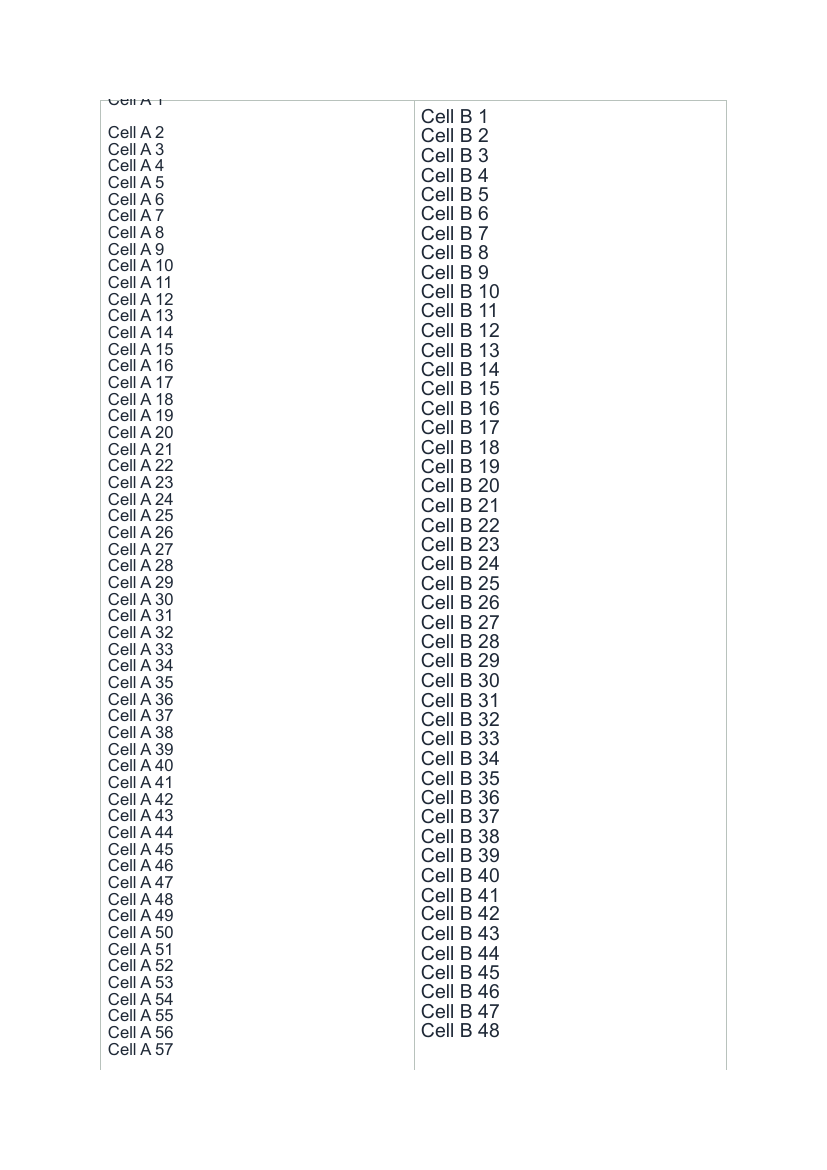 Cell A 1
Cell A 2
Cell A 3
Cell A 4
Cell A 5
Cell A 6
Cell A 7
Cell A 8
Cell A 9
Cell A 10
Cell A 11
Cell A 12
Cell A 13
Cell A 14
Cell A 15
Cell A 16
Cell A 17
Cell A 18
Cell A 19
Cell A 20
Cell A 21
Cell A 22
Cell A 23
Cell A 24
Cell A 25
Cell A 26
Cell A 27
Cell A 28
Cell A 29
Cell A 30
Cell A 31
Cell A 32
Cell A 33
Cell A 34
Cell A 35
Cell A 36
Cell A 37
Cell A 38
Cell A 39
Cell A 40
Cell A 41
Cell A 42
Cell A 43
Cell A 44
Cell A 45
Cell A 46
Cell A 47
Cell A 48
Cell A 49
Cell A 50
Cell A 51
Cell A 52
Cell A 53
Cell A 54
Cell A 55
Cell A 56
Cell A 57
Cell B 1
Cell B 2
Cell B 3
Cell B 4
Cell B 5
Cell B 6
Cell B 7
Cell B 8
Cell B 9
Cell B 10
Cell B 11
Cell B 12
Cell B 13
Cell B 14
Cell B 15
Cell B 16
Cell B 17
Cell B 18
Cell B 19
Cell B 20
Cell B 21
Cell B 22
Cell B 23
Cell B 24
Cell B 25
Cell B 26
Cell B 27
Cell B 28
Cell B 29
Cell B 30
Cell B 31
Cell B 32
Cell B 33
Cell B 34
Cell B 35
Cell B 36
Cell B 37
Cell B 38
Cell B 39
Cell B 40
Cell B 41
Cell B 42
Cell B 43
Cell B 44
Cell B 45
Cell B 46
Cell B 47
Cell B 48